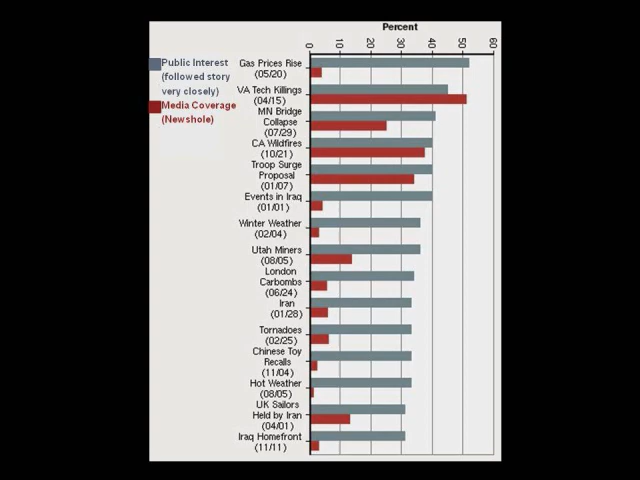 Percent
0 10 20 30 40 50 60
Public Interest
(followed story
very closely)
Media Coverage
(Newshole)
Gas Prices Rise
(05/20)
VA Tech Killings
(04/15)
MN Bridge
Collapse
(07/29)
CA Wildfires
(10/21)
Troop Surge
Proposal
(01/07)
Events in Iraq
(01/01)
Winter Weather
(02/04)
Utah Miners
(08/05)
London
Carbombs
(06/24)
Iran
(01/28)
Tornadoes
(02/25)
Chinese Toy
Recalls
(11/04)
Hot Weather
(08/05)
UK Sailors
Held by Iran
(04/01)
Iraq Homefront
(11/11)